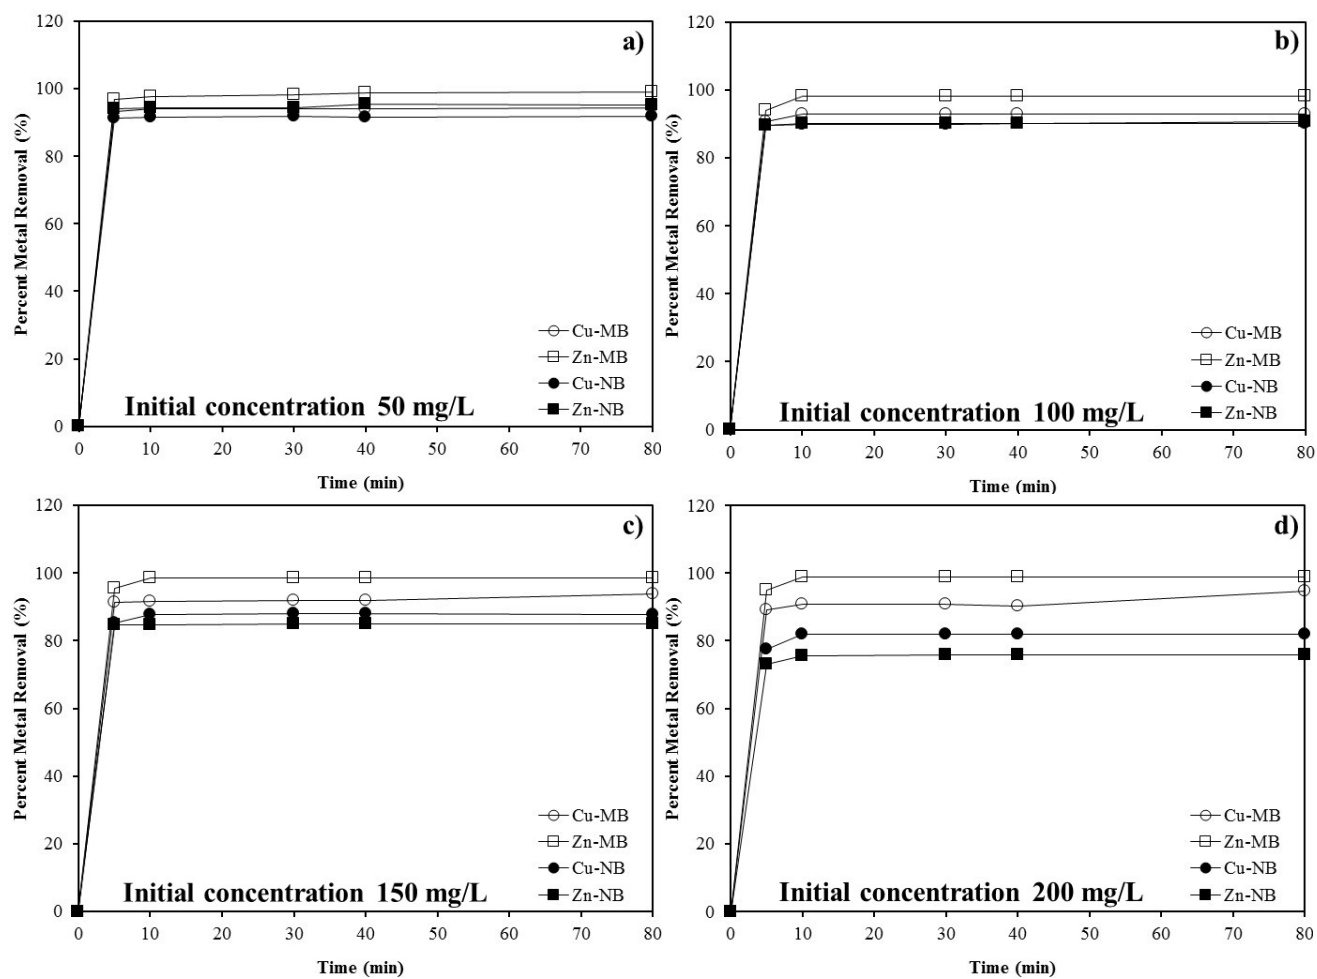 120
100
80
60
40
20
0
Percent Metal Removal (%)
a)
Cu-MB
Zn-MB
Cu-NB
Zn-NB
Initial concentration 50 mg/L
0 10 20 30 40 50 60 70 80
Time (min)
120
100
80
60
40
20
0
Percent Metal Removal (%)
b)
Cu-MB
Zn-MB
Cu-NB
Zn-NB
Initial concentration 100 mg/L
0 10 20 30 40 50 60 70 80
Time (min)
120
100
80
60
40
20
0
Percent Metal Removal (%)
c)
Cu-MB
Zn-MB
Cu-NB
Zn-NB
Initial concentration 150 mg/L
0 10 20 30 40 50 60 70 80
Time (min)
120
100
80
60
40
20
0
Percent Metal Removal (%)
d)
Cu-MB
Zn-MB
Cu-NB
Zn-NB
Initial concentration 200 mg/L
0 10 20 30 40 50 60 70 80
Time (min)